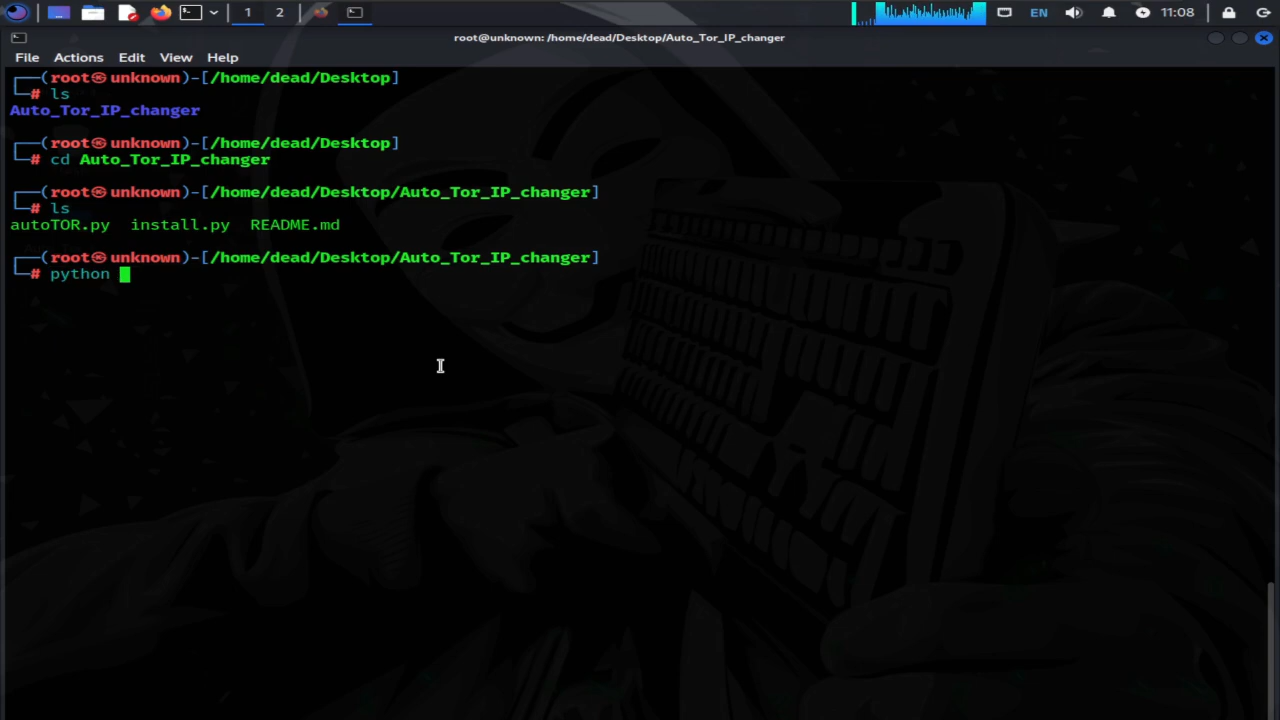 1 2 EN 11:08
root@unknown: /home/dead/Desktop/Auto_Tor_IP_changer
File Actions Edit View Help
┌──(root㉿unknown)-[/home/dead/Desktop]
└─# ls
Auto_Tor_IP_changer
┌──(root㉿unknown)-[/home/dead/Desktop]
└─# cd Auto_Tor_IP_changer
┌──(root㉿unknown)-[/home/dead/Desktop/Auto_Tor_IP_changer]
└─# ls
autoTOR.py install.py README.md
┌──(root㉿unknown)-[/home/dead/Desktop/Auto_Tor_IP_changer]
└─# python